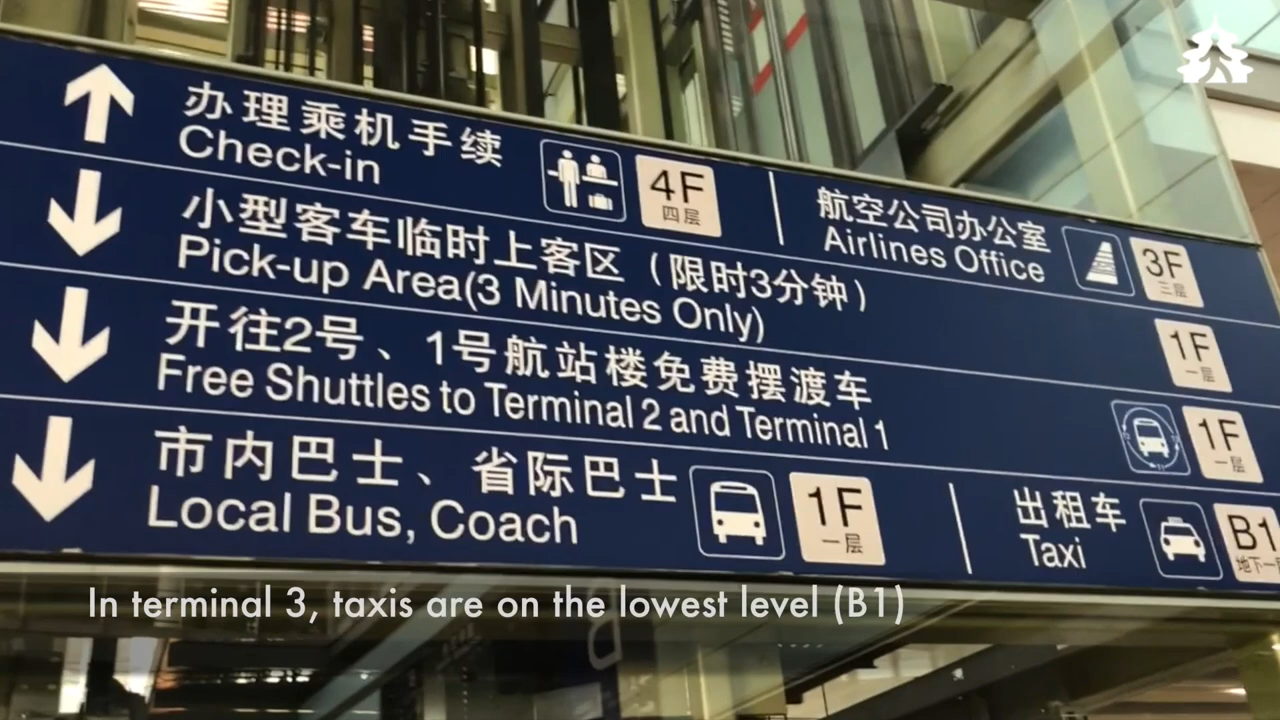 办理乘机手续
Check-in
4F
四层
航空公司办公室
Airlines Office
3F
三层
小型客车临时上客区（限时3分钟）
Pick-up Area(3 Minutes Only)
1F
一层
开往2号、1号航站楼免费摆渡车
Free Shuttles to Terminal 2 and Terminal 1
1F
一层
市内巴士、省际巴士
Local Bus, Coach
1F
一层
出租车
Taxi
B1
地下一
In terminal 3, taxis are on the lowest level (B1)